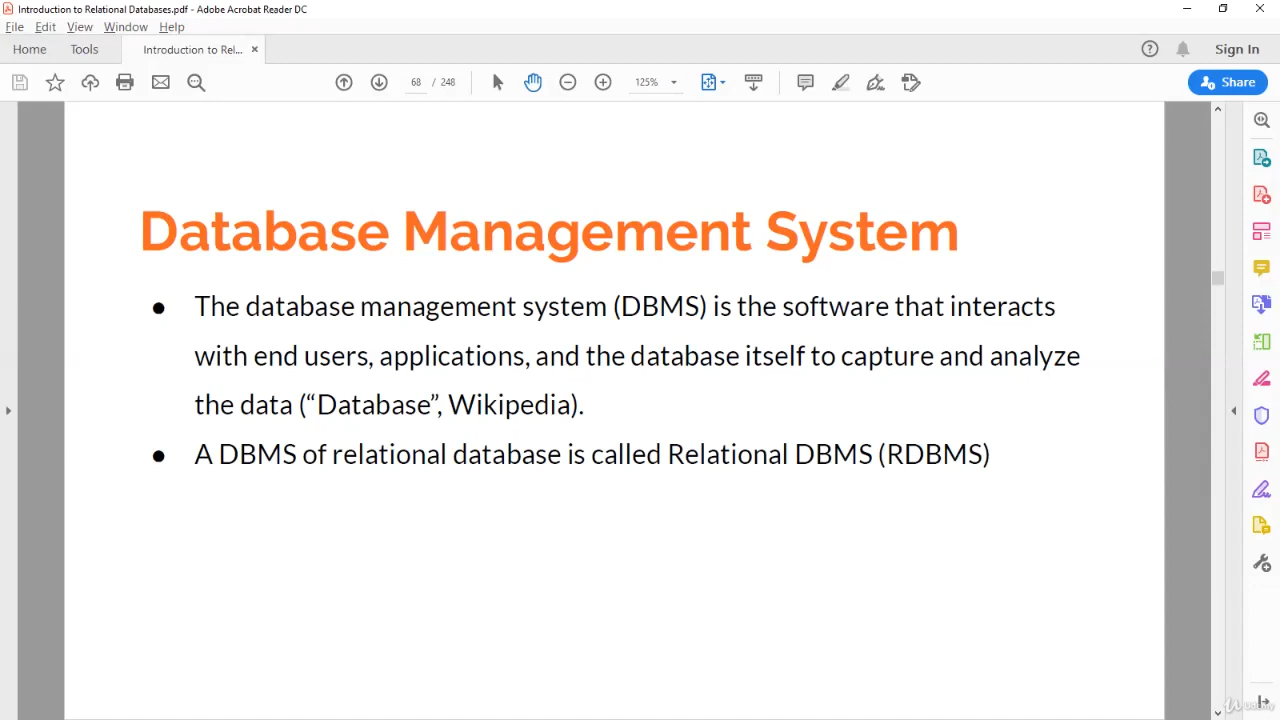 Introduction to Relational Databases.pdf - Adobe Acrobat Reader DC
File Edit View Window Help
Home Tools Introduction to Rel... × Sign In
68 / 248 125% Share
Database Management System
● The database management system (DBMS) is the software that interacts
with end users, applications, and the database itself to capture and analyze
the data (“Database”, Wikipedia).
● A DBMS of relational database is called Relational DBMS (RDBMS)
Udemy